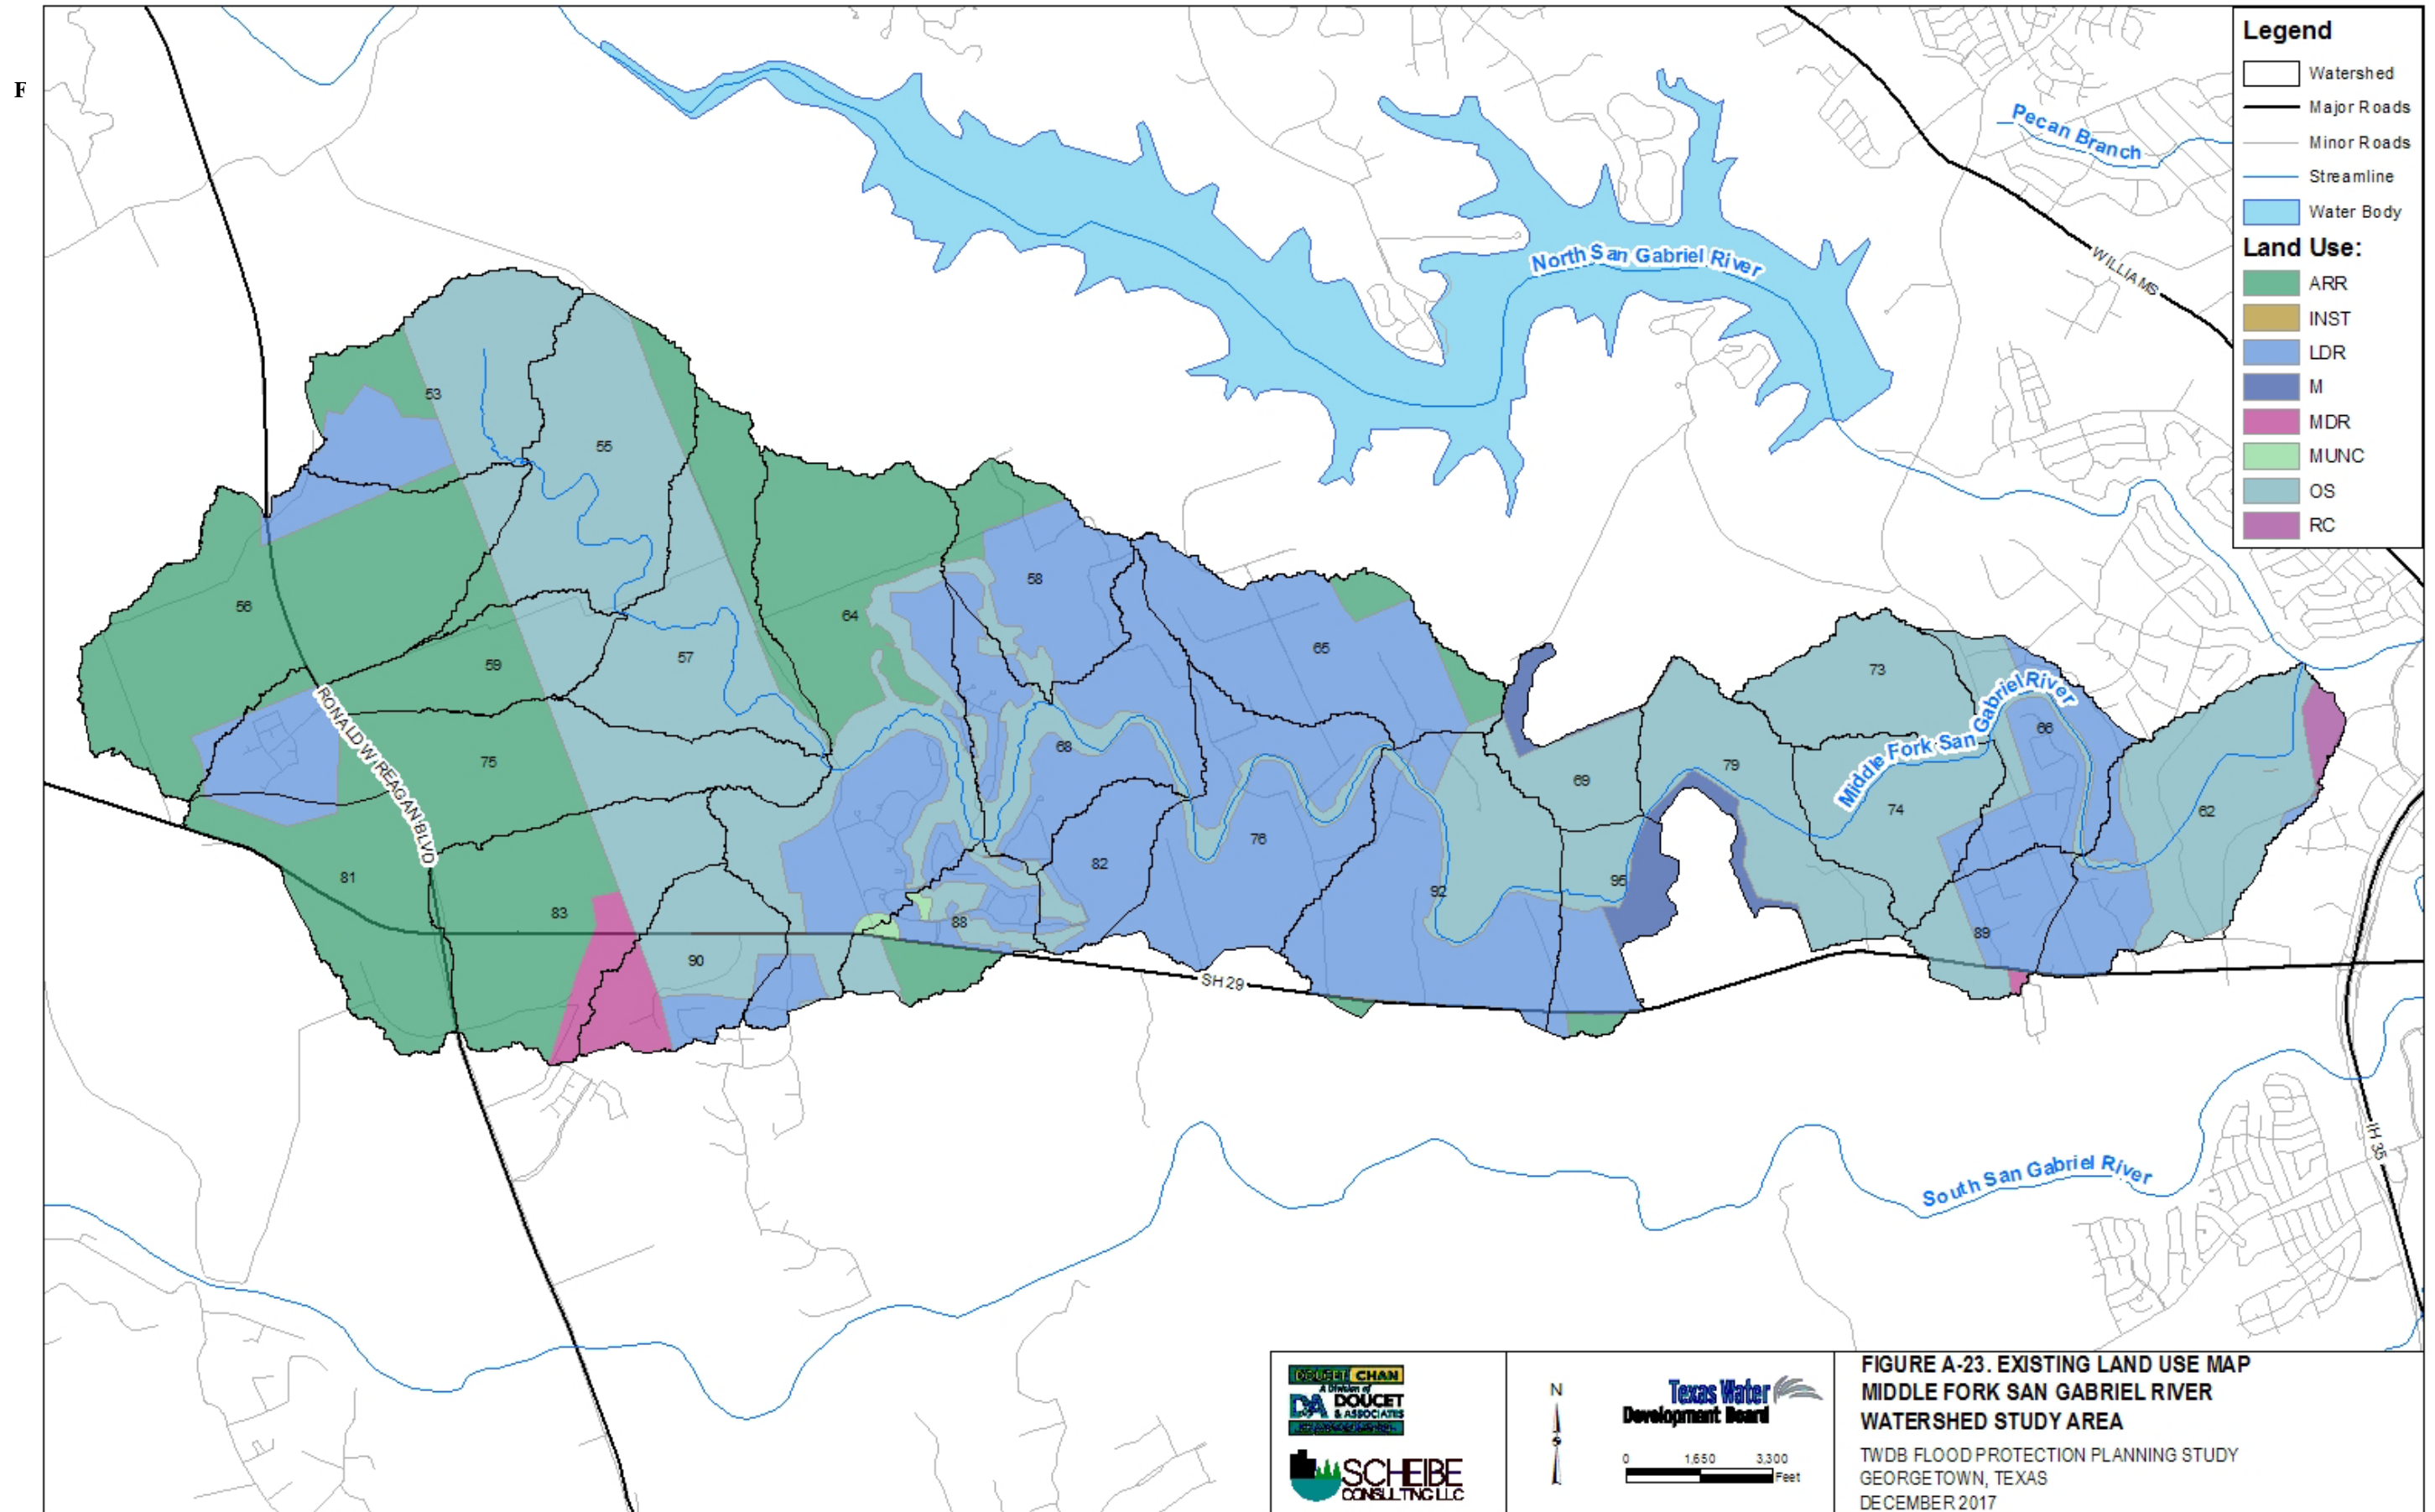 F
Legend
Watershed
Major Roads
Minor Roads
Streamline
Water Body
Land Use:
ARR
INST
LDR
M
MDR
MUNC
OS
RC
Pecan Branch
WILLIAMS
North San Gabriel River
53
55
56
58
64
65
59
57
73
Middle Fork San Gabriel River
66
68
75
79
69
76
74
62
RONALD W REAGAN BLVD
82
81
95
92
83
88
89
90
SH 29
IH 35
South San Gabriel River
DOUCET CHAN
A Division of
DA DOUCET
& ASSOCIATES
SCHEIBE
CONSULTING LLC
N
Texas Water
Development Board
0 1,650 3,300
Feet
FIGURE A-23. EXISTING LAND USE MAP
MIDDLE FORK SAN GABRIEL RIVER
WATERSHED STUDY AREA
TWDB FLOOD PROTECTION PLANNING STUDY
GEORGETOWN, TEXAS
DECEMBER 2017